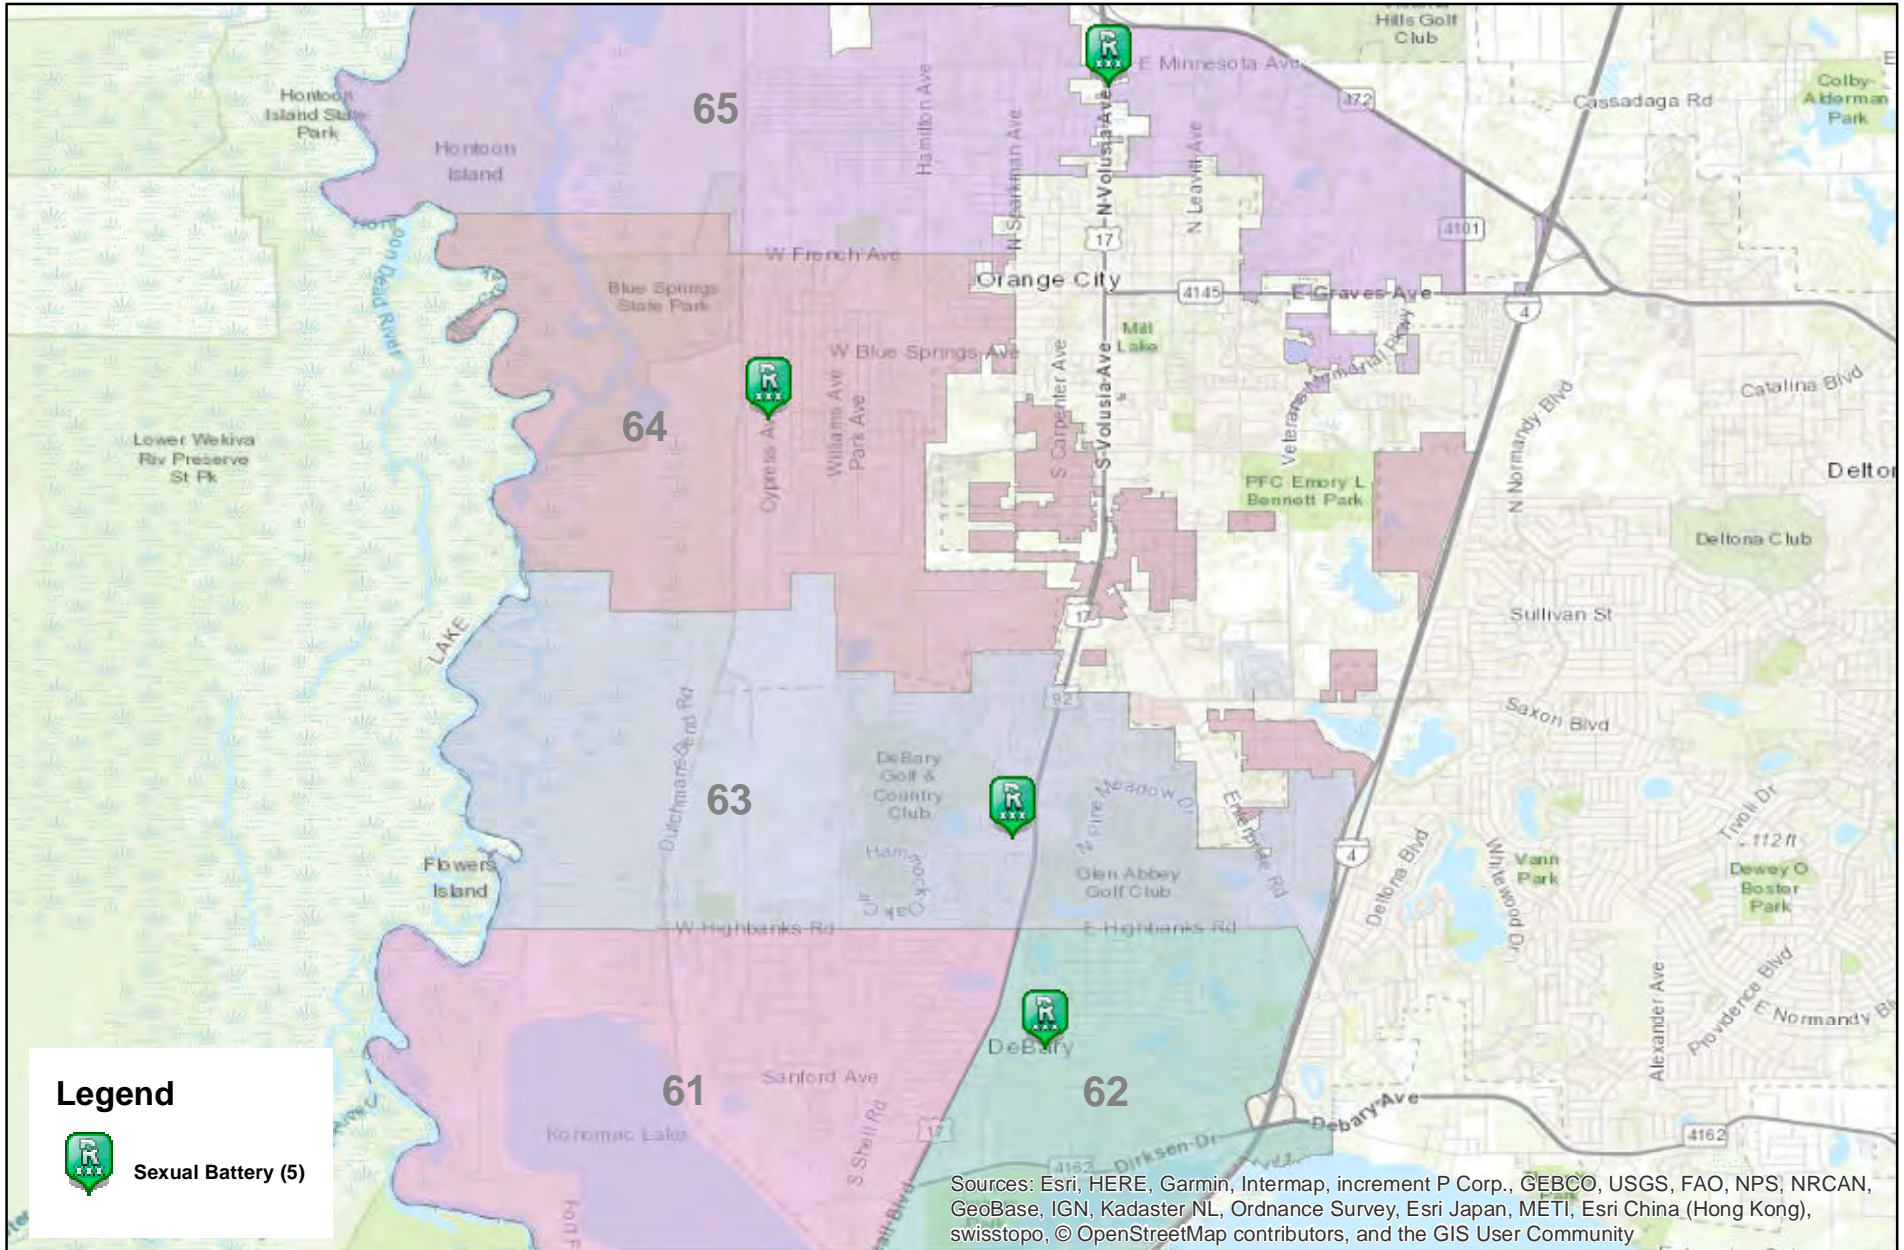 Hills Golf
Club
E Minnesota Ave
472
Cassadaga Rd
Colby-
Alderman
Park
Hontoon
Island State
Park
65
Hamilton Ave
Hontoon
Island
N Sparkman Ave
N Volusia Ave
N Leavitt Ave
4101
17
W French Ave
Orange City
4145
E Graves Ave
4
Blue Springs
State Park
Dead River
Mill
Lake
W Blue Springs Ave
Veterans Memorial Pkwy
Catalina Blvd
R
xxx
64
Cypress A
Williams Ave
Park Ave
S Carpenter Ave
S Volusia Ave
N Normandy Blvd
Lower Wekiva
Riv Preserve
St Pk
PFC Emory L
Bennett Park
Delto
Deltona Club
17
Sullivan St
LAKE
92
Saxon Blvd
Dutchmans Bend Rd
DeBary
Golf &
Country
Club
63
N Pine Meadow Dr
Enterprise Rd
Tivoli Dr
112 ft
4
Deltona Blvd
Whitewood Dr
Vann
Park
Dewey O
Boster
Park
Flowers
Island
Glen Abbey
Golf Club
W Highbanks Rd
E Highbanks Rd
Alexander Ave
Providence Blvd
E Normandy Bl
DeBary
61
Sanford Ave
62
S Shell Rd
17
Konomac Lake
Debary Ave
4162
Dirksen Dr
4162
Fort F
Legend
R
xxx
Sexual Battery (5)
Sources: Esri, HERE, Garmin, Intermap, increment P Corp., GEBCO, USGS, FAO, NPS, NRCAN,
GeoBase, IGN, Kadaster NL, Ordnance Survey, Esri Japan, METI, Esri China (Hong Kong),
swisstopo, © OpenStreetMap contributors, and the GIS User Community